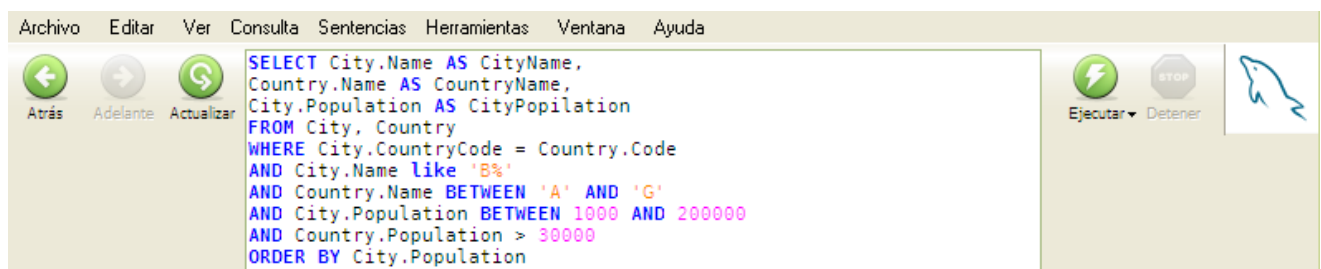 Archivo Editar Ver Consulta Sentencias Herramientas Ventana Ayuda
Atrás Adelante Actualizar
SELECT City.Name AS CityName,
Country.Name AS CountryName,
City.Population AS CityPopilation
FROM City, Country
WHERE City.CountryCode = Country.Code
AND City.Name like 'B%'
AND Country.Name BETWEEN 'A' AND 'G'
AND City.Population BETWEEN 1000 AND 200000
AND Country.Population > 30000
ORDER BY City.Population
STOP
Ejecutar Detener